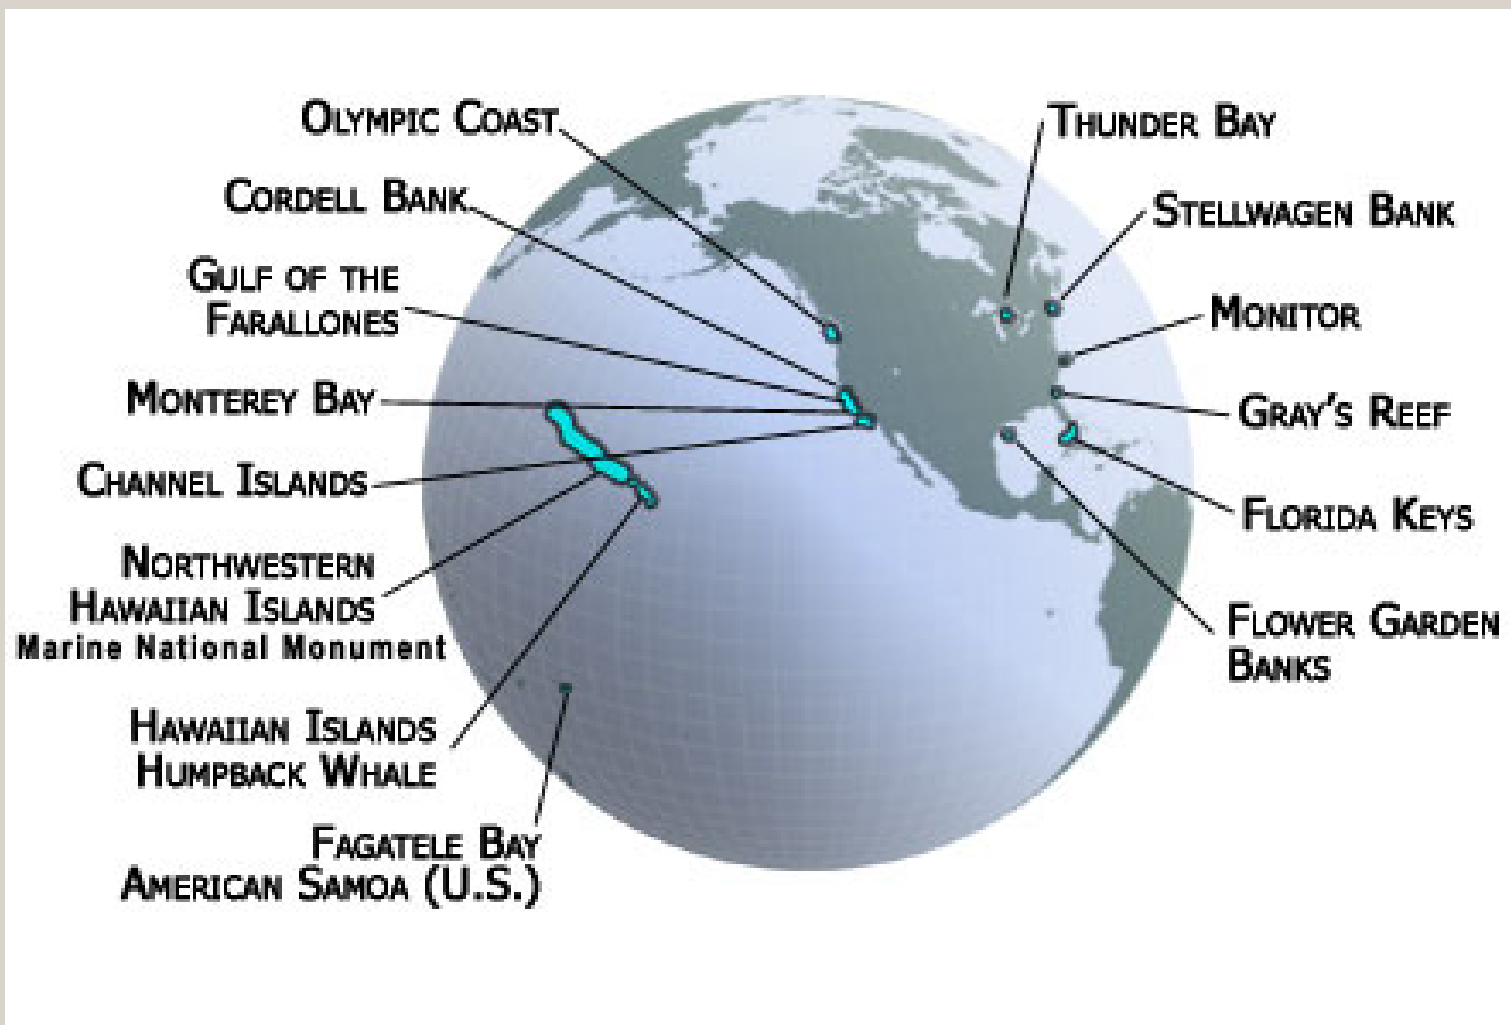 Olympic Coast
Cordell Bank
Gulf of the
Farallones
Monterey Bay
Channel Islands
Northwestern
Hawaiian Islands
Marine National Monument
Hawaiian Islands
Humpback Whale
Fagatele Bay
American Samoa (U.S.)
Thunder Bay
Stellwagen Bank
Monitor
Gray's Reef
Florida Keys
Flower Garden
Banks